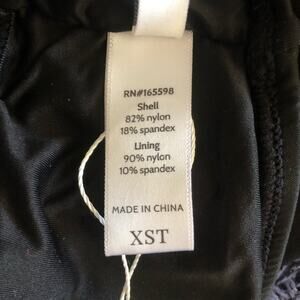 RN#165598
Shell
82% nylon
18% spandex
Lining
90% nylon
10% spandex
MADE IN CHINA
XST